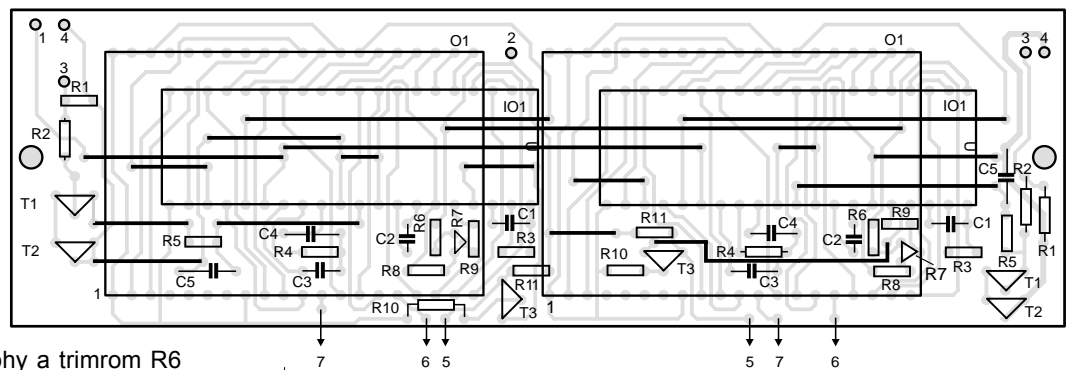 1 4 O1 2 O1 3 4
3
R1
IO1 IO1
R2
C5 R2
T1
R6 R7 C1 R11 C4 R6 R9 C1
C4 C2 C2
T2 R5 R4 R3 R10 R4 R3 R5 R1
R8 R9 T3 R7
C5 C3 C3 R8 T1
R11
1 R10 T3 1 T2
7 6 5 5 7 6
a trimrom R6